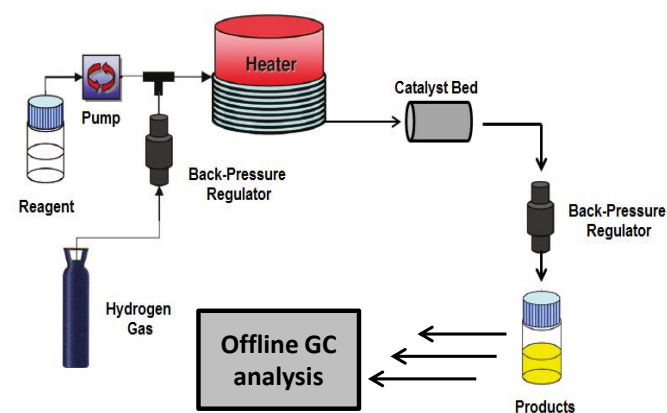 Heater
Catalyst Bed
Pump
Back-Pressure
Regulator
Reagent
Back-Pressure
Regulator
Hydrogen
Gas
Offline GC
analysis
Products